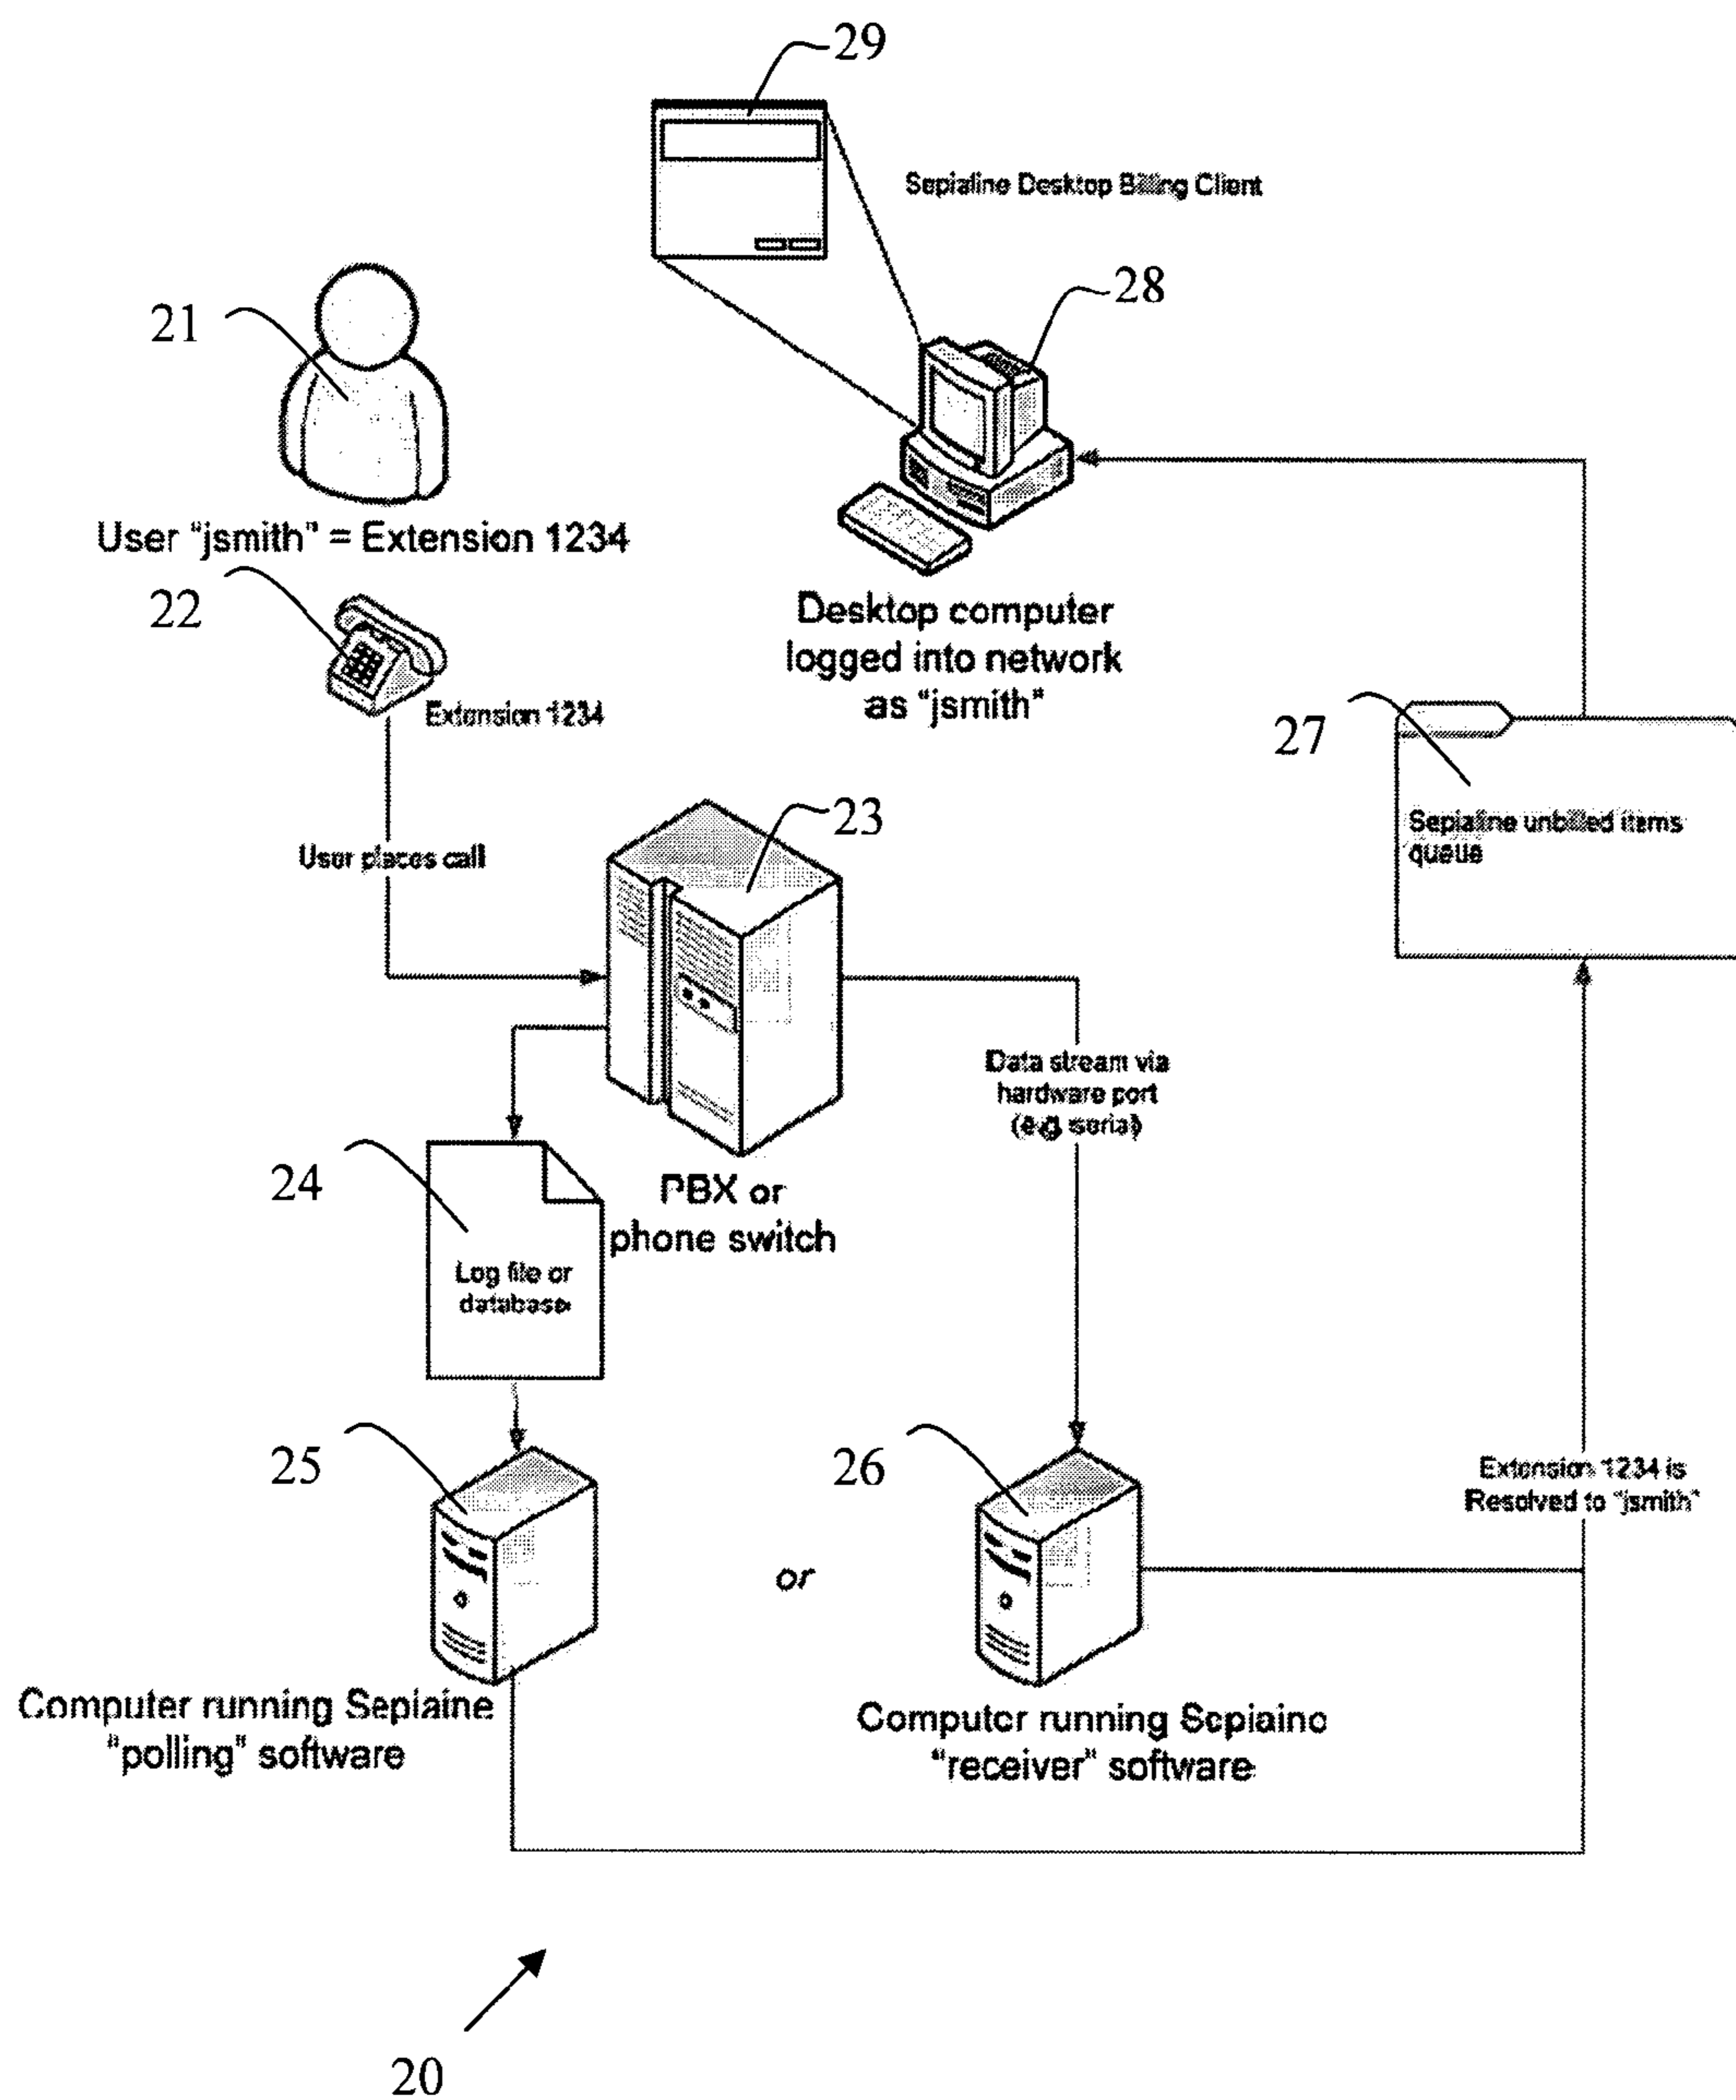 29
Sepialine Desktop Billing Client
28
21
User "jsmith" = Extension 1234
22
Extension 1234
Desktop computer
logged into network
as "jsmith"
27
Sepialine unbilled items
queue
23
User places call
Data stream via
hardware port
(e.g. serial)
PBX or
phone switch
24
Log file or
database
25
26
Extension 1234 is
Resolved to "jsmith"
or
Computer running Sepiaine
"polling" software
Computer running Sepiaine
"receiver" software
20